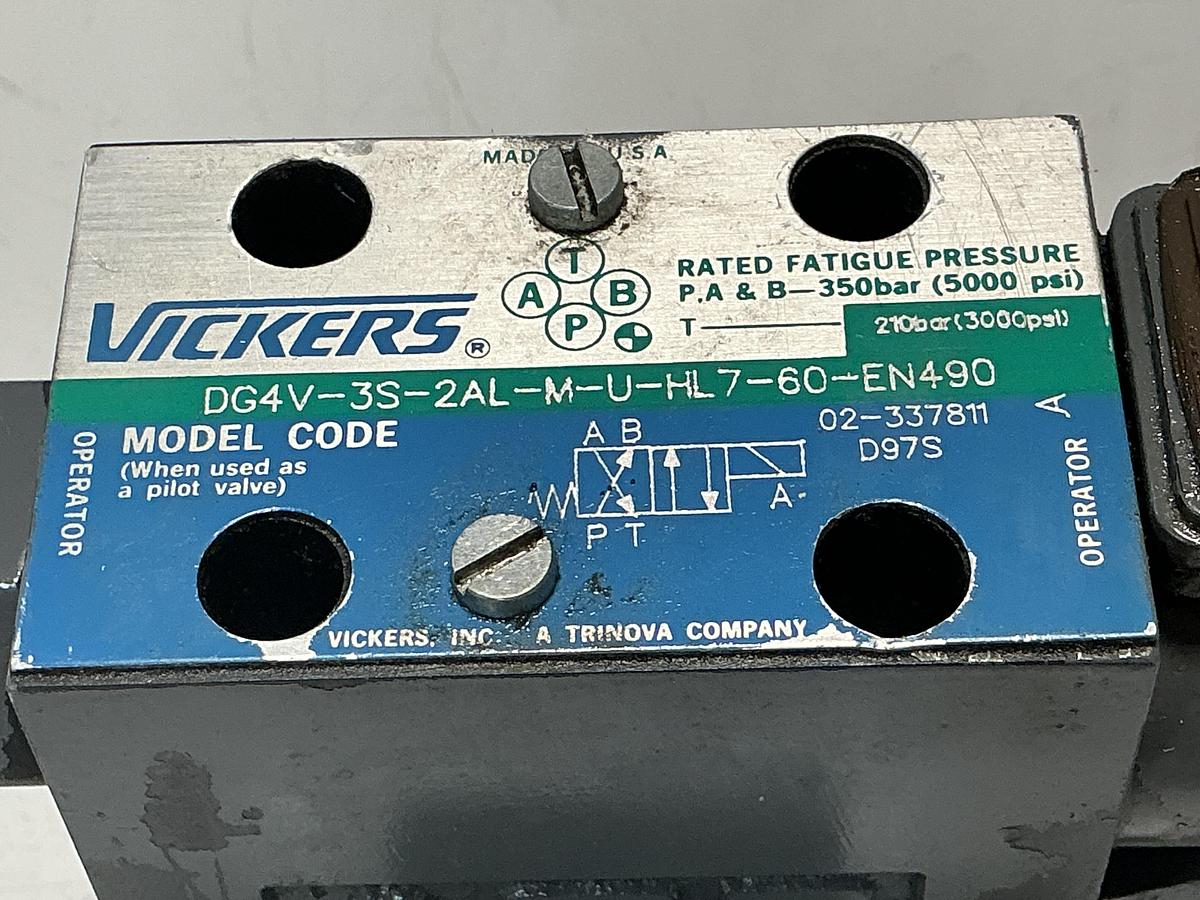 MADE U.S.A
T
A B
P
RATED FATIGUE PRESSURE
P,A & B—350bar (5000 psi)
T— 210bar(3000psi)
VICKERS®
DG4V-3S-2AL-M-U-HL7-60-EN490
MODEL CODE
(When used as
a pilot valve)
02-337811
D97S
OPERATOR
A B
A
P T
OPERATOR A
VICKERS, INC. A TRINOVA COMPANY